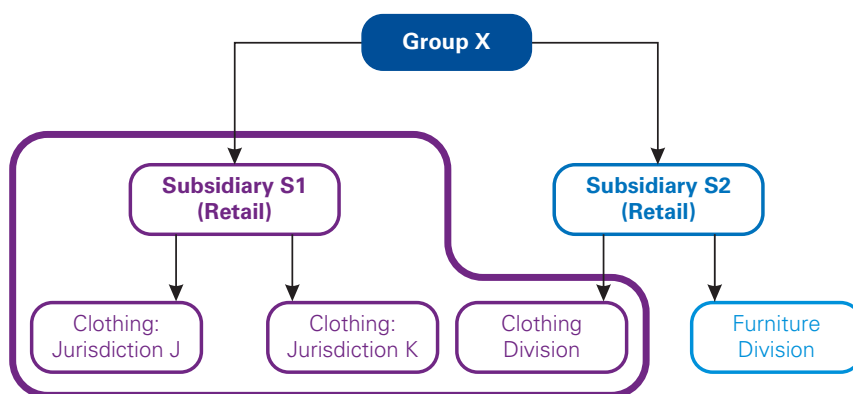 Group X
Subsidiary S1
(Retail)
Subsidiary S2
(Retail)
Clothing:
Jurisdiction J
Clothing:
Jurisdiction K
Clothing
Division
Furniture
Division